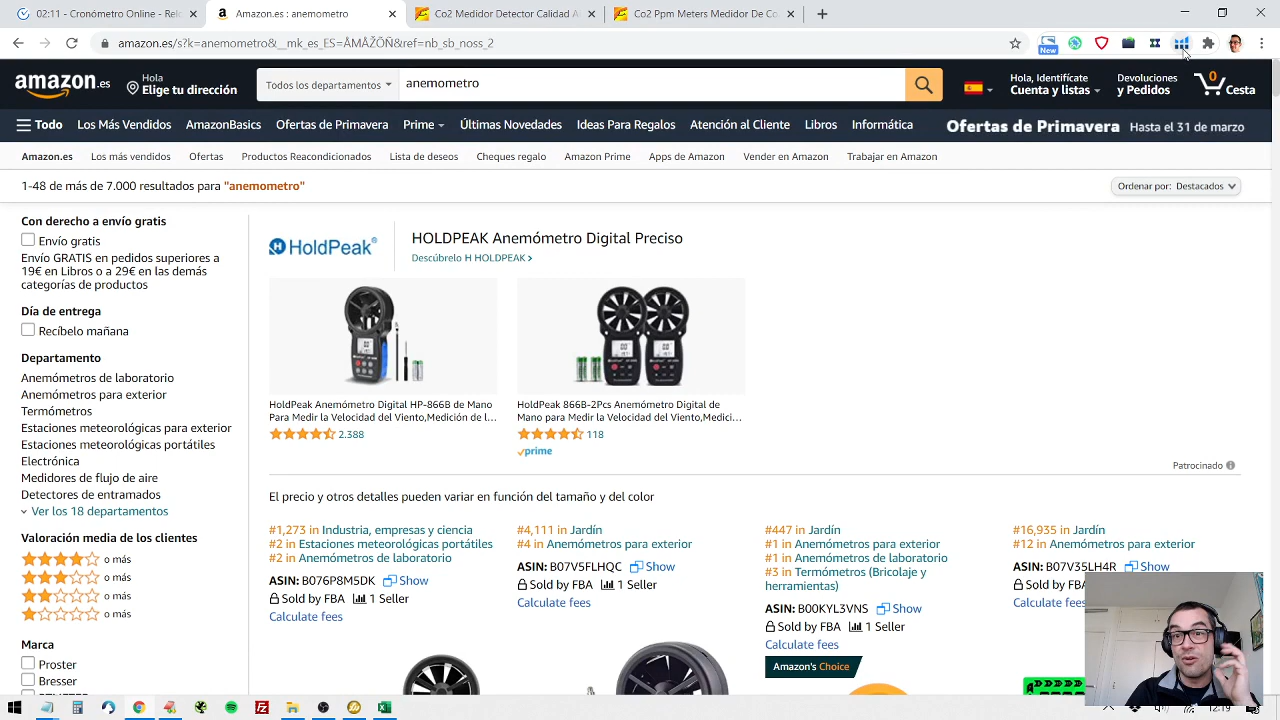 02:11 - Cronómetro Online - Relo
Amazon.es : anemometro
Co2 Medidor Detector Calidad Al
Co2 Ppm Meters Medidor De Co
amazon.es/s?k=anemometro&__mk_es_ES=ÅMÅŽÕÑ&ref=nb_sb_noss_2
New
amazon.es
Hola
Elige tu dirección
Todos los departamentos
anemometro
Hola, Identifícate
Cuenta y listas
Devoluciones
y Pedidos
0
Cesta
Todo
Los Más Vendidos
AmazonBasics
Ofertas de Primavera
Prime
Últimas Novedades
Ideas Para Regalos
Atención al Cliente
Libros
Informática
Ofertas de Primavera Hasta el 31 de marzo
Amazon.es
Los más vendidos
Ofertas
Productos Reacondicionados
Lista de deseos
Cheques regalo
Amazon Prime
Apps de Amazon
Vender en Amazon
Trabajar en Amazon
1-48 de más de 7.000 resultados para "anemometro"
Ordenar por: Destacados
Con derecho a envío gratis
Envío gratis
Envío GRATIS en pedidos superiores a
19€ en Libros o a 29€ en las demás
categorías de productos
Día de entrega
Recíbelo mañana
Departamento
Anemómetros de laboratorio
Anemómetros para exterior
Termómetros
Estaciones meteorológicas para exterior
Estaciones meteorológicas portátiles
Electrónica
Medidores de flujo de aire
Detectores de entramados
Ver los 18 departamentos
Valoración media de los clientes
o más
o más
o más
o más
Marca
Proster
Bresser
HoldPeak®
HOLDPEAK Anemómetro Digital Preciso
Descúbrelo H HOLDPEAK ›
HoldPeak Anemómetro Digital HP-866B de Mano
Para Medir la Velocidad del Viento,Medición de l…
2.388
HoldPeak 866B-2Pcs Anemómetro Digital de
Mano para Medir la Velocidad del Viento,Medici…
118
prime
Patrocinado
El precio y otros detalles pueden variar en función del tamaño y del color
#1,273 in Industria, empresas y ciencia
#2 in Estaciones meteorológicas portátiles
#2 in Anemómetros de laboratorio
ASIN: B076P8M5DK Show
Sold by FBA 1 Seller
Calculate fees
#4,111 in Jardín
#4 in Anemómetros para exterior
ASIN: B07V5FLHQC Show
Sold by FBA 1 Seller
Calculate fees
#447 in Jardín
#1 in Anemómetros para exterior
#1 in Anemómetros de laboratorio
#3 in Termómetros (Bricolaje y
herramientas)
ASIN: B00KYL3VNS Show
Sold by FBA 1 Seller
Calculate fees
Amazon's Choice
#16,935 in Jardín
#12 in Anemómetros para exterior
ASIN: B07V35LH4R Show
Sold by FBA
Calculate fees